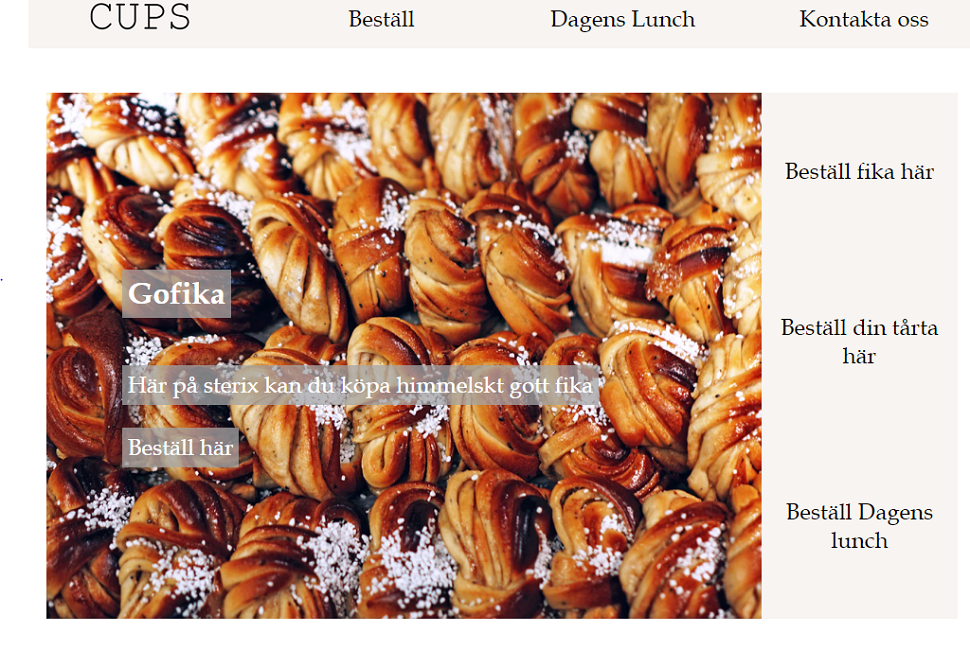 CUPS Beställ Dagens Lunch Kontakta oss
Gofika
Här på sterix kan du köpa himmelskt gott fika
Beställ här
Beställ fika här
Beställ din tårta
här
Beställ Dagens
lunch